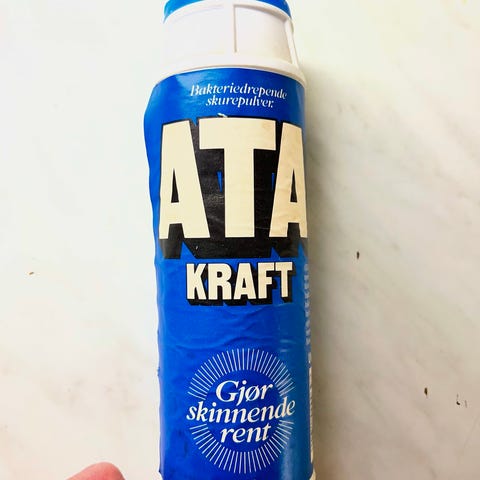 Bakteriedrepende
skurepulver.
ATA
KRAFT
Gjør
skinnende
rent